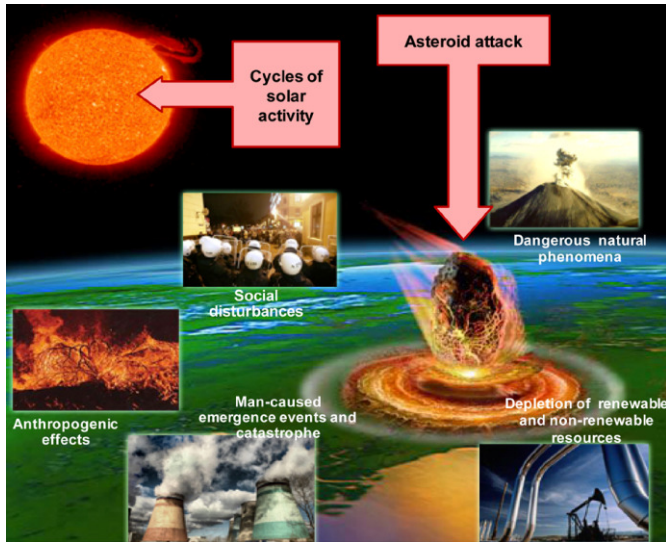 Cycles of
solar
activity
Asteroid attack
Dangerous natural
phenomena
Social
disturbances
Anthropogenic
effects
Man-caused
emergence events and
catastrophe
Depletion of renewable
and non-renewable
resources